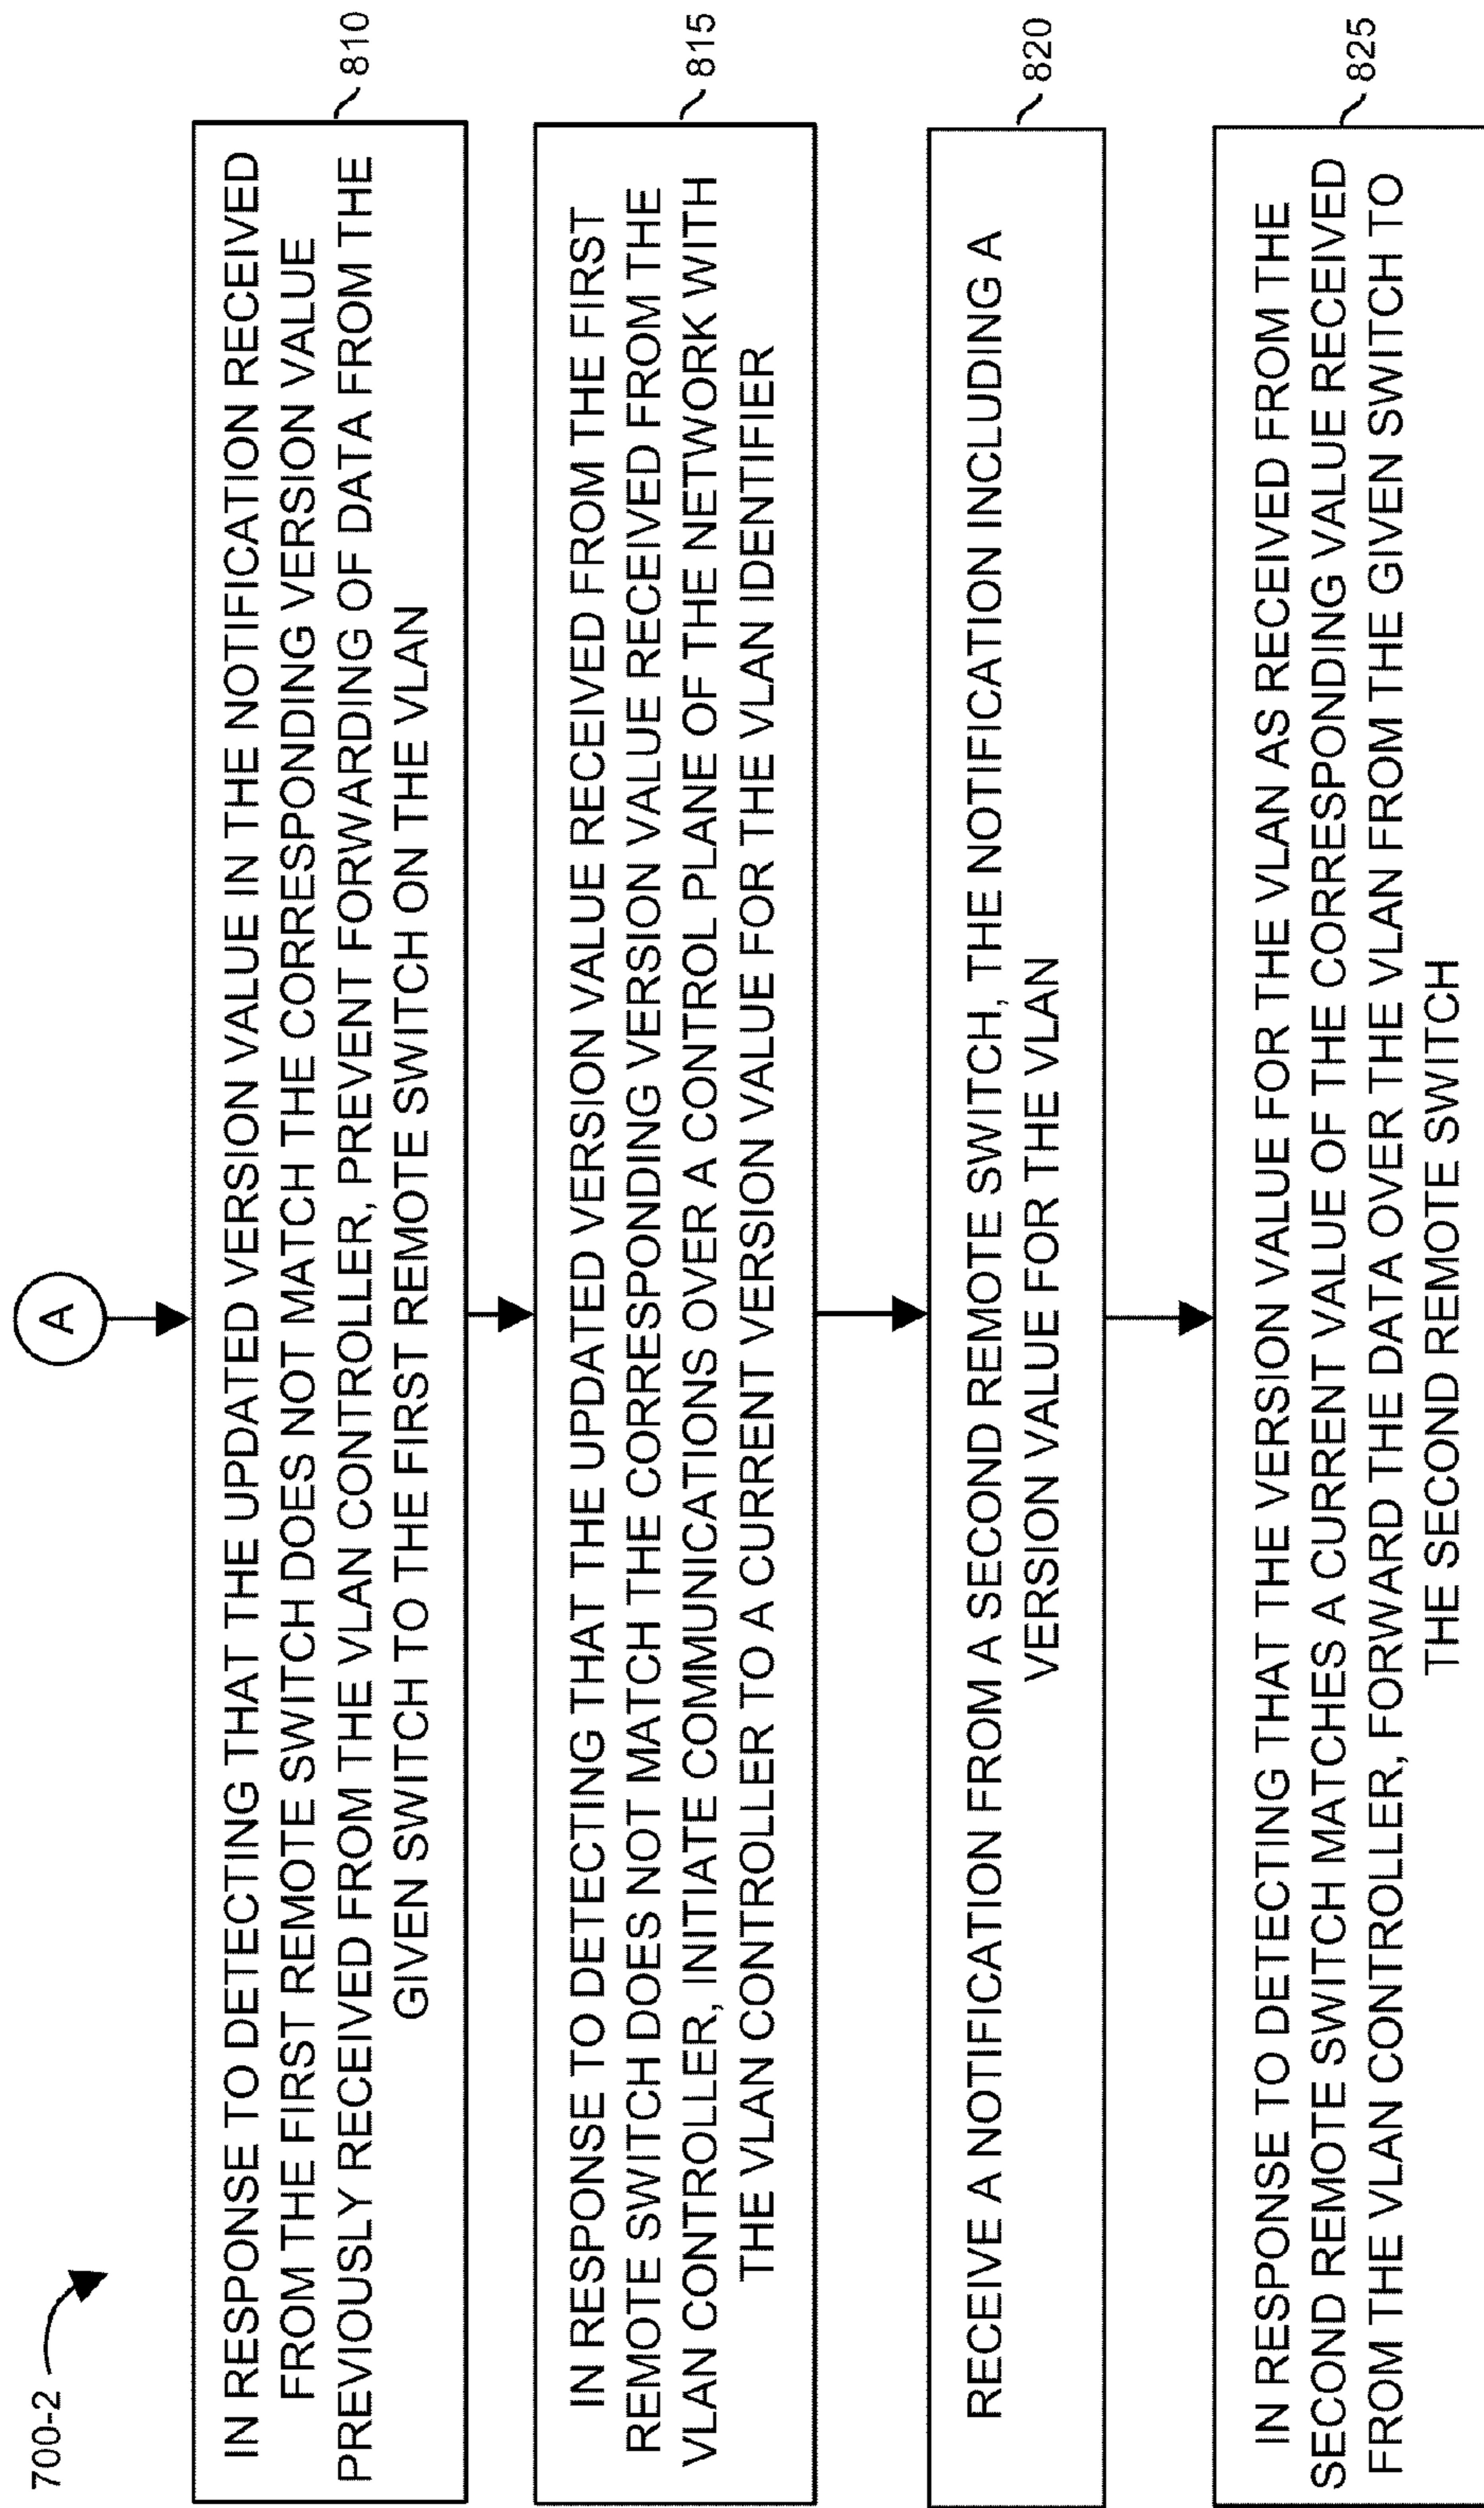 700-2
A
IN RESPONSE TO DETECTING THAT THE UPDATED VERSION VALUE IN THE NOTIFICATION RECEIVED
FROM THE FIRST REMOTE SWITCH DOES NOT MATCH THE CORRESPONDING VERSION VALUE
PREVIOUSLY RECEIVED FROM THE VLAN CONTROLLER, PREVENT FORWARDING OF DATA FROM THE
GIVEN SWITCH TO THE FIRST REMOTE SWITCH ON THE VLAN
810
IN RESPONSE TO DETECTING THAT THE UPDATED VERSION VALUE RECEIVED FROM THE FIRST
REMOTE SWITCH DOES NOT MATCH THE CORRESPONDING VERSION VALUE RECEIVED FROM THE
VLAN CONTROLLER, INITIATE COMMUNICATIONS OVER A CONTROL PLANE OF THE NETWORK WITH
THE VLAN CONTROLLER TO A CURRENT VERSION VALUE FOR THE VLAN IDENTIFIER
815
RECEIVE A NOTIFICATION FROM A SECOND REMOTE SWITCH, THE NOTIFICATION INCLUDING A
VERSION VALUE FOR THE VLAN
820
IN RESPONSE TO DETECTING THAT THE VERSION VALUE FOR THE VLAN AS RECEIVED FROM THE
SECOND REMOTE SWITCH MATCHES A CURRENT VALUE OF THE CORRESPONDING VALUE RECEIVED
FROM THE VLAN CONTROLLER, FORWARD THE DATA OVER THE VLAN FROM THE GIVEN SWITCH TO
THE SECOND REMOTE SWITCH
825